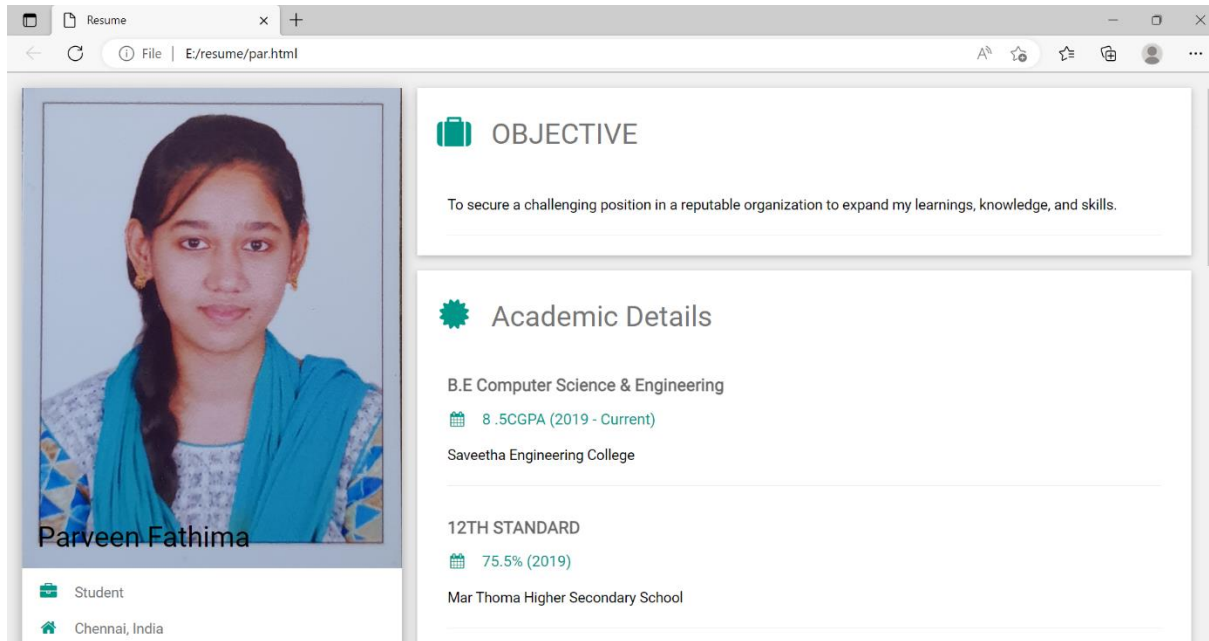 Resume
File | E:/resume/par.html
OBJECTIVE
To secure a challenging position in a reputable organization to expand my learnings, knowledge, and skills.
Academic Details
B.E Computer Science & Engineering
8 .5CGPA (2019 - Current)
Saveetha Engineering College
12TH STANDARD
75.5% (2019)
Mar Thoma Higher Secondary School
Parveen Fathima
Student
Chennai, India